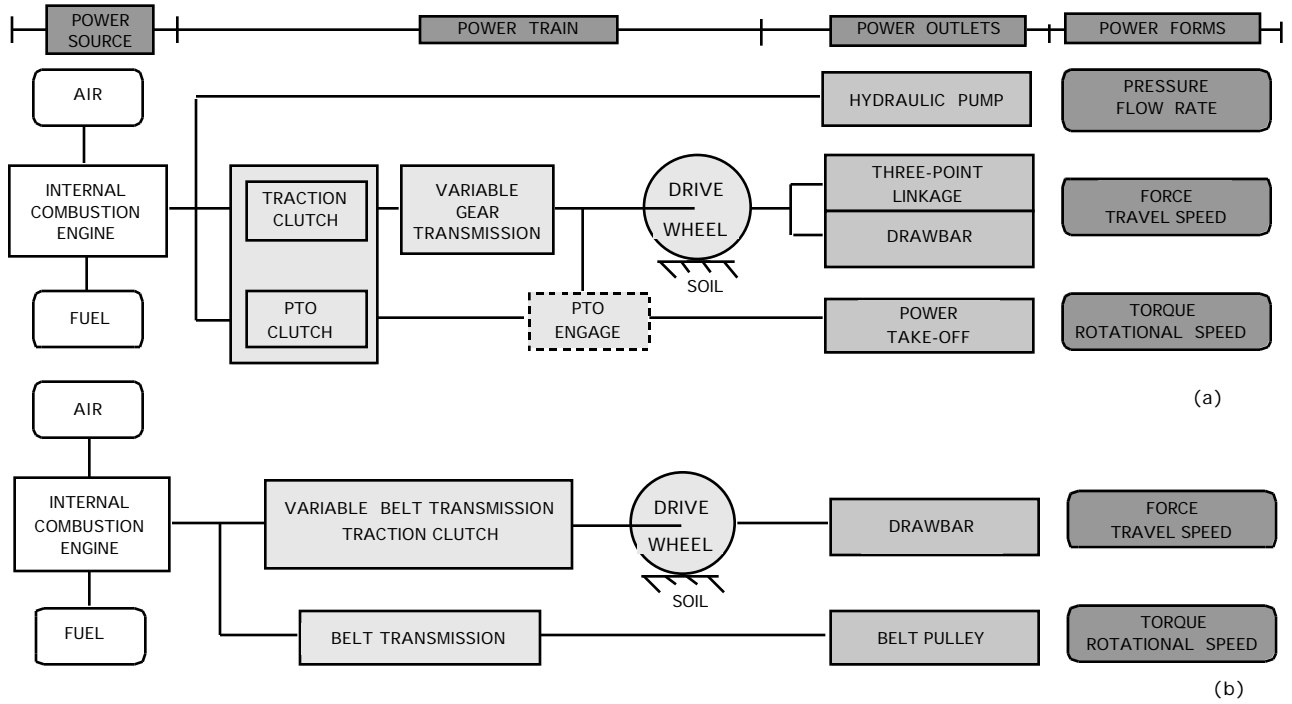 POWER
SOURCE
POWER TRAIN
POWER OUTLETS
POWER FORMS
AIR
INTERNAL
COMBUSTION
ENGINE
FUEL
TRACTION
CLUTCH
PTO
CLUTCH
VARIABLE
GEAR
TRANSMISSION
PTO
ENGAGE
DRIVE
WHEEL
SOIL
HYDRAULIC PUMP
THREE-POINT
LINKAGE
DRAWBAR
POWER
TAKE-OFF
PRESSURE
FLOW RATE
FORCE
TRAVEL SPEED
TORQUE
ROTATIONAL SPEED
(a)
AIR
INTERNAL
COMBUSTION
ENGINE
FUEL
VARIABLE BELT TRANSMISSION
TRACTION CLUTCH
BELT TRANSMISSION
DRIVE
WHEEL
SOIL
DRAWBAR
BELT PULLEY
FORCE
TRAVEL SPEED
TORQUE
ROTATIONAL SPEED
(b)